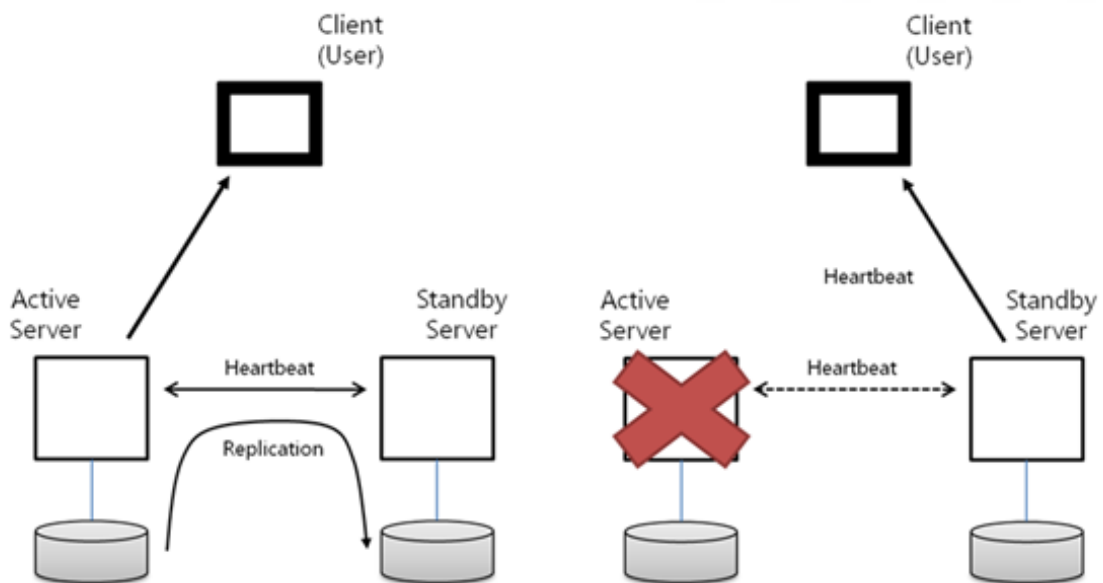 Client
(User)
Client
(User)
Heartbeat
Active
Server
Standby
Server
Active
Server
Standby
Server
Heartbeat
Heartbeat
Replication